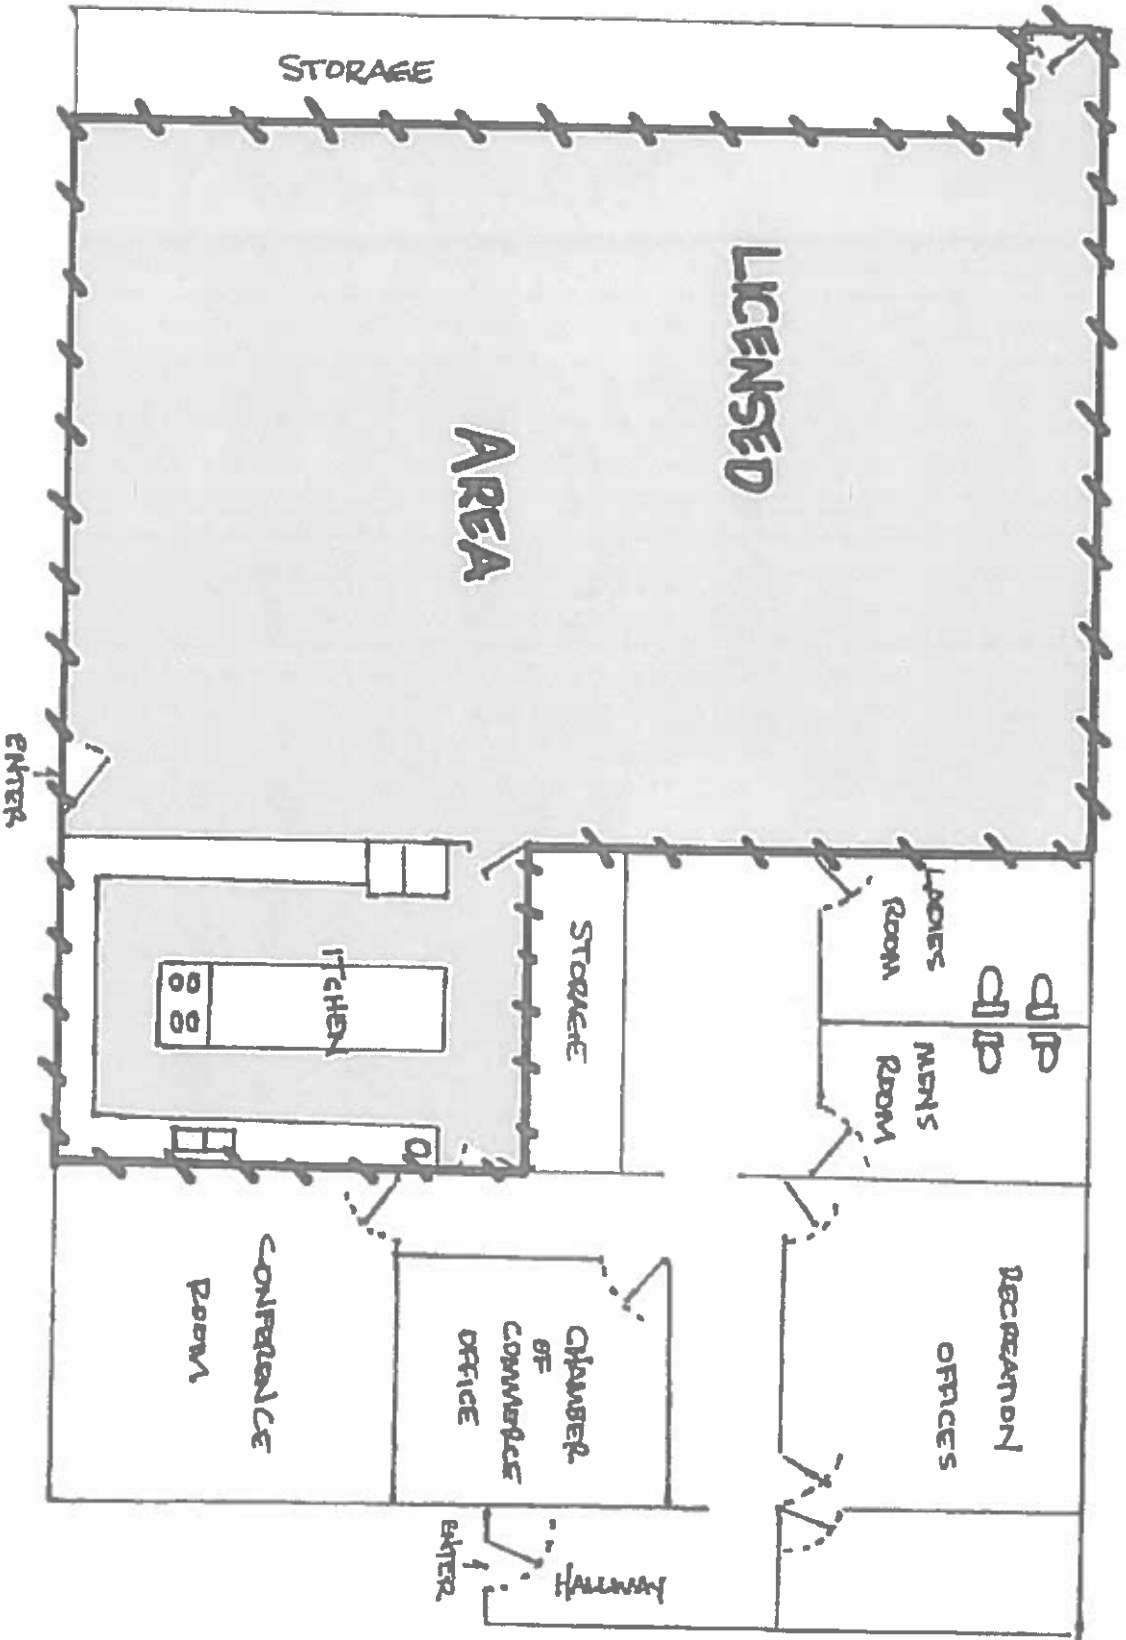 STORAGE
LICENSED
AREA
ENTER
ITCHEN
STORAGE
LADIES
ROOM
MENS
ROOM
CONFERENCE
ROOM
CHAMBER
OF
COMMERCE
OFFICE
RECREATION
OFFICES
ENTER
HALLWAY